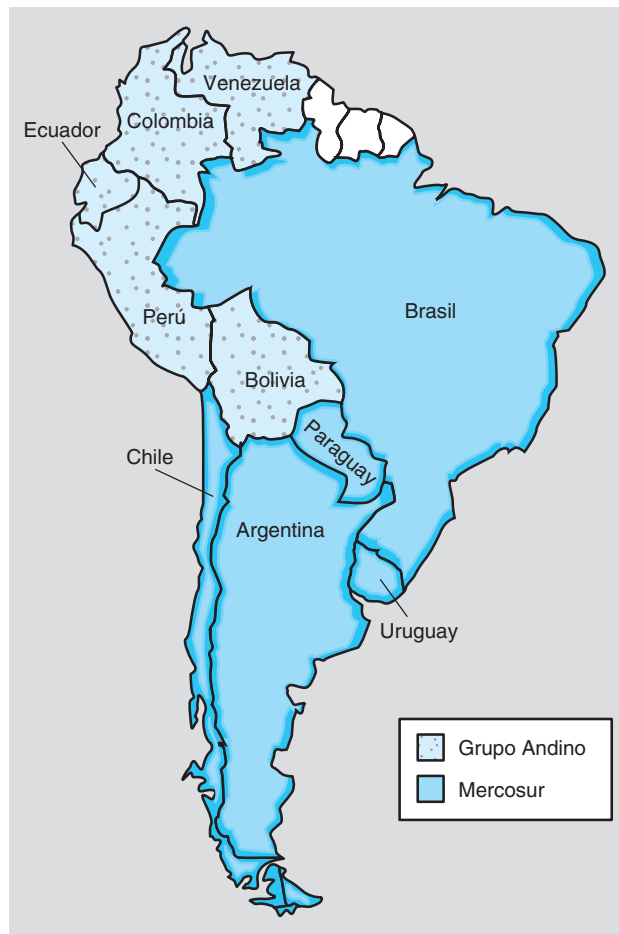 Venezuela
Colombia
Ecuador
Perú
Brasil
Bolivia
Paraguay
Chile
Argentina
Uruguay
Grupo Andino
Mercosur